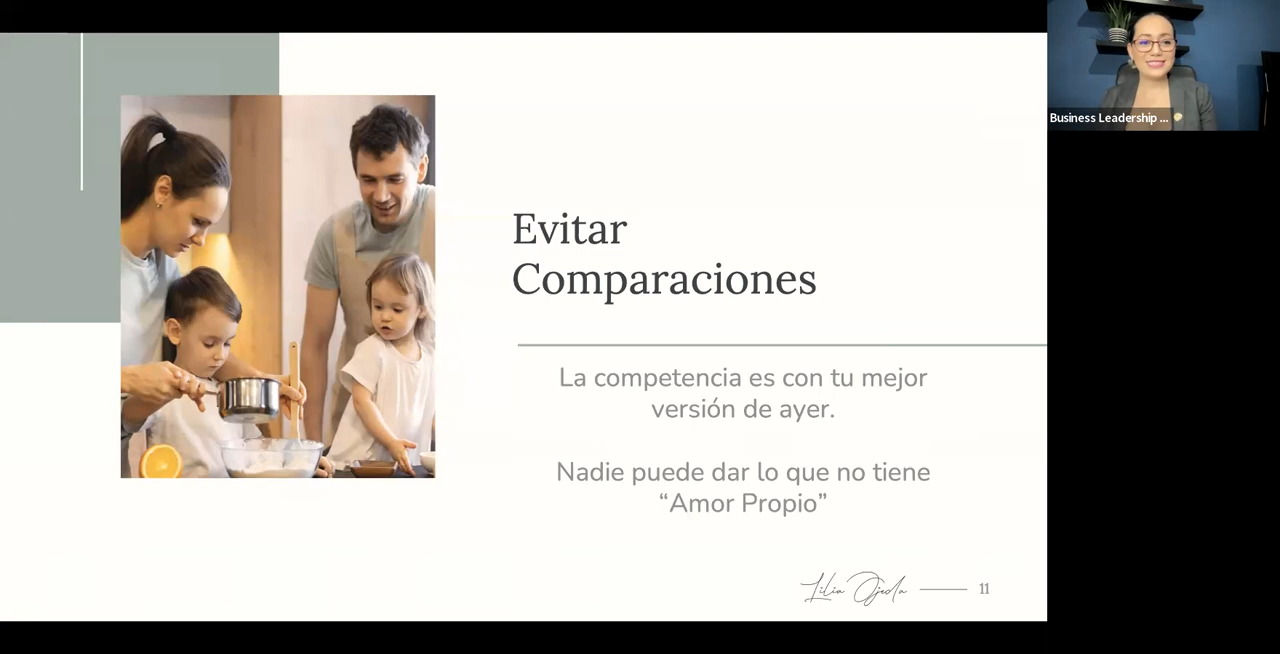 Evitar
Comparaciones
La competencia es con tu mejor
versión de ayer.
Nadie puede dar lo que no tiene
“Amor Propio”
Lilia Ojeda
11
Business Leadership ...